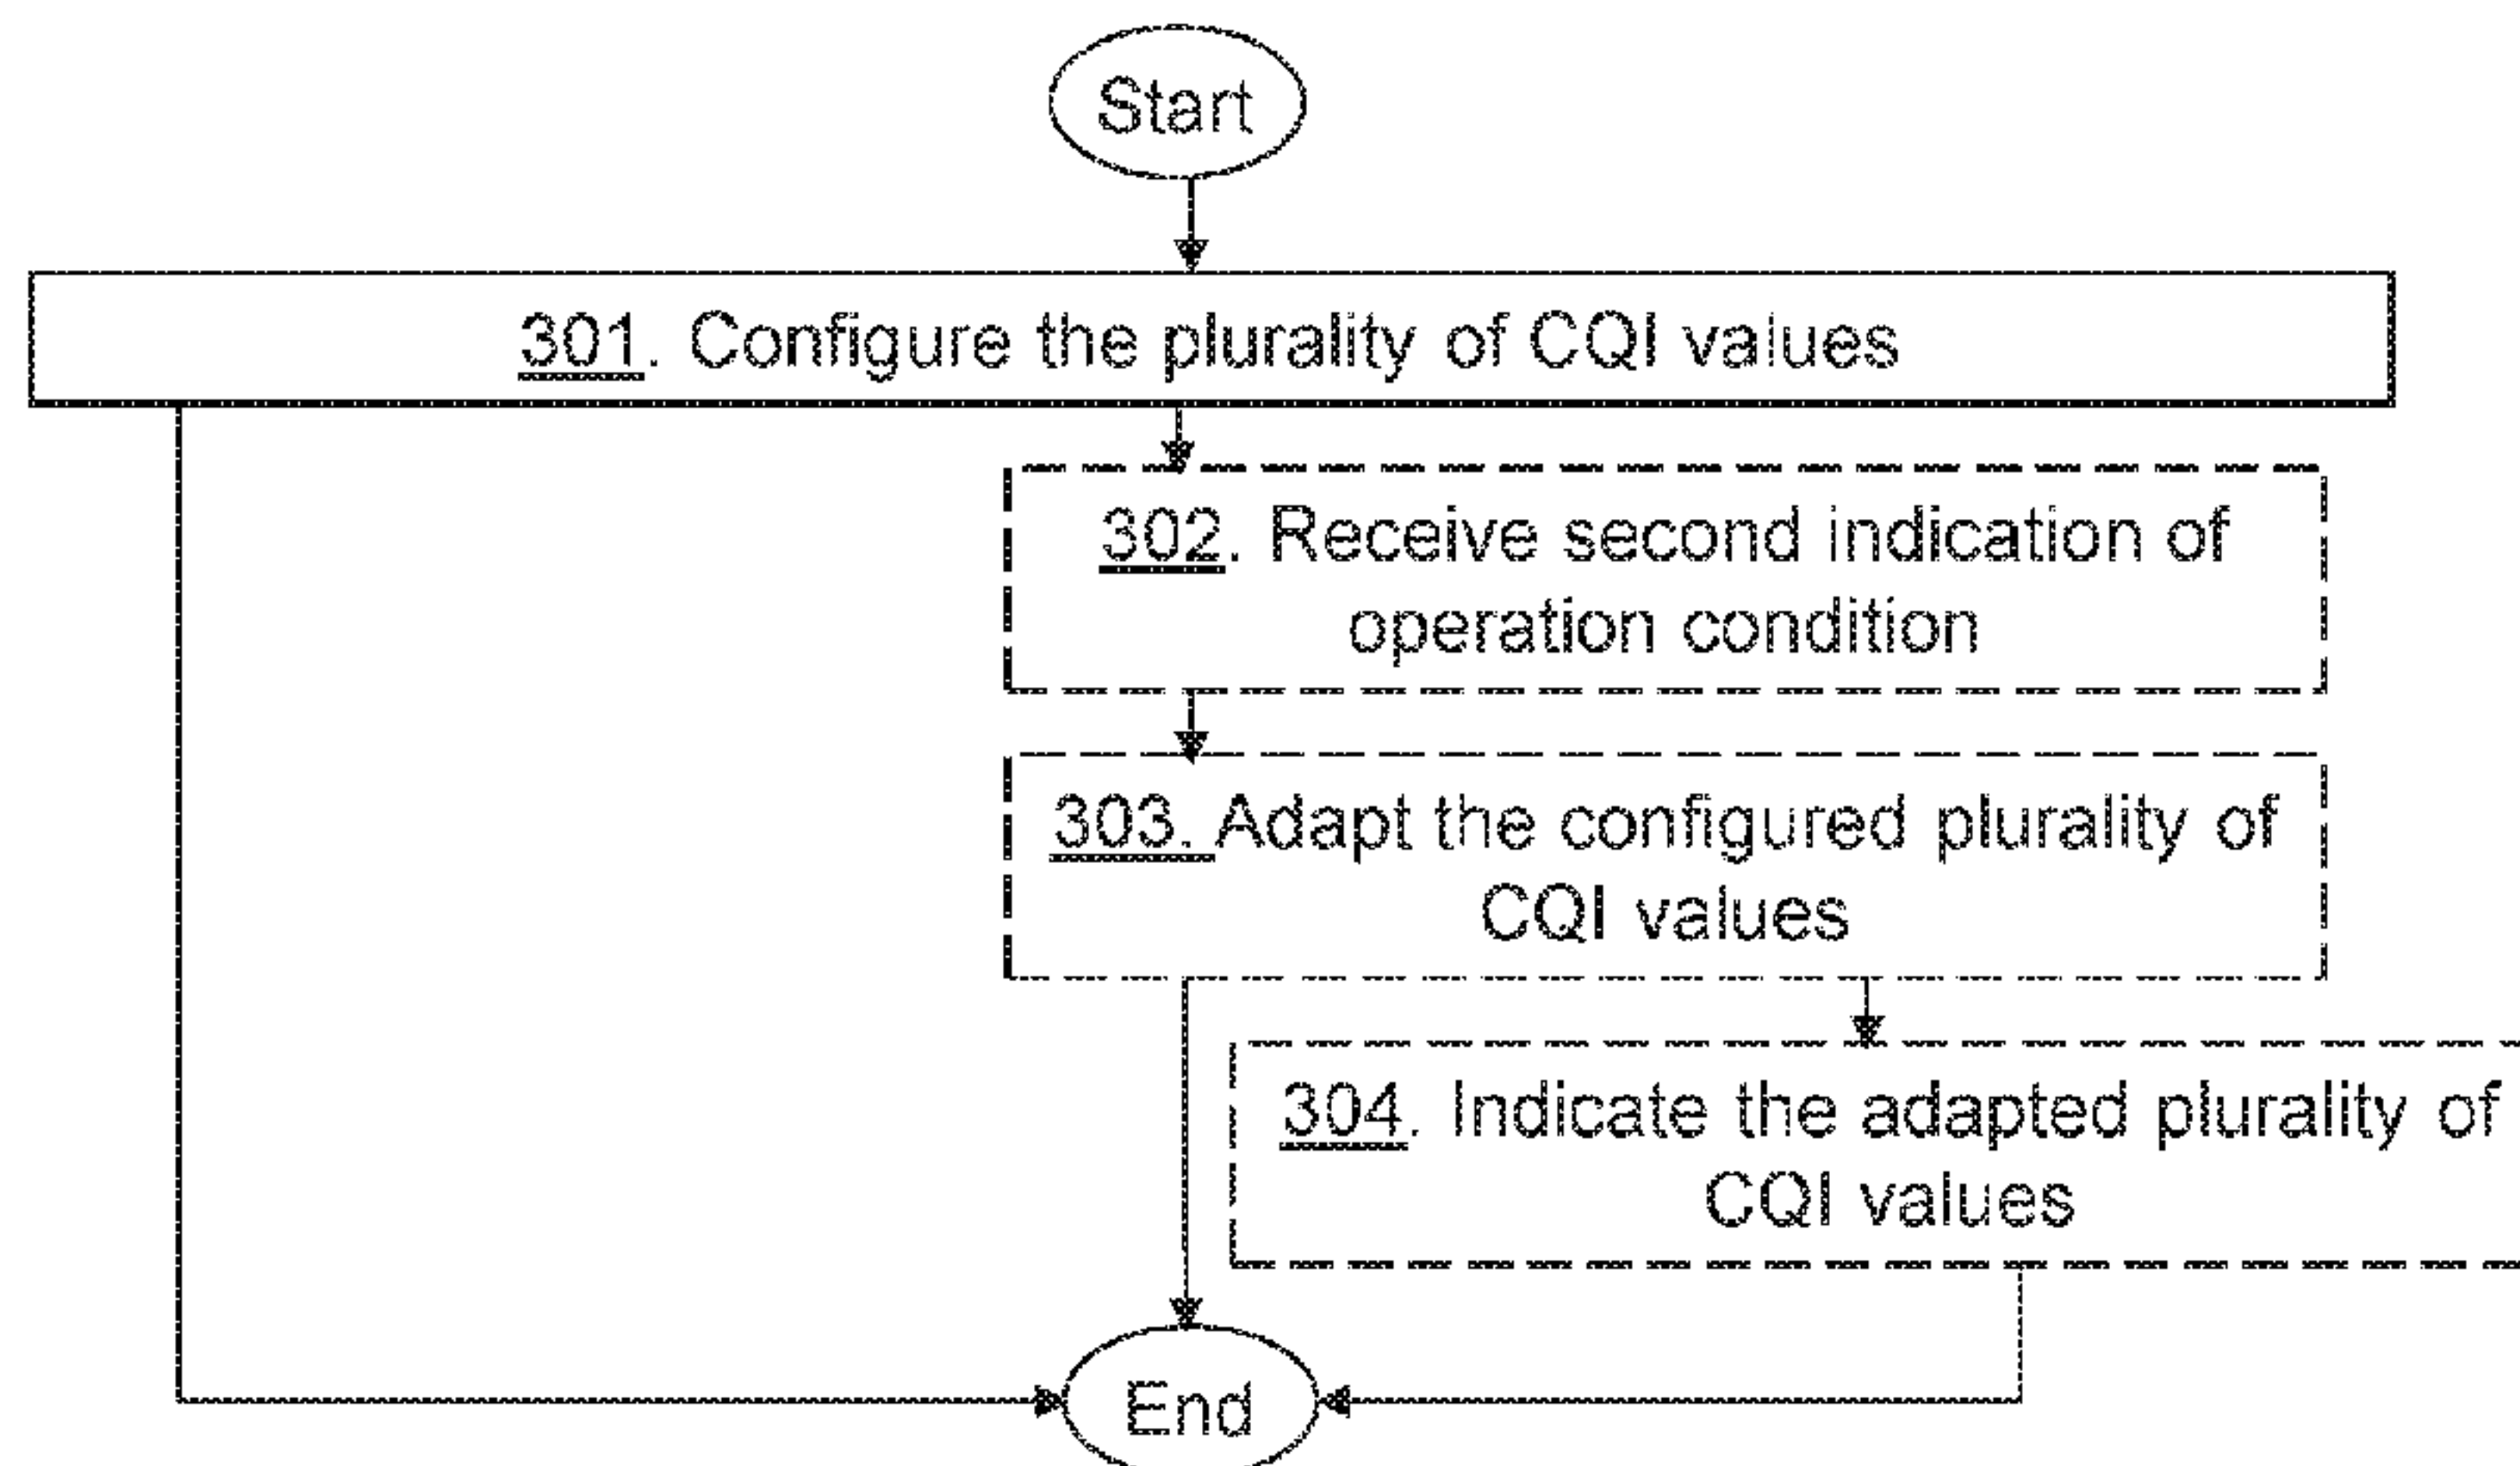 Start
301. Configure the plurality of CQI values
302. Receive second indication of
operation condition
303. Adapt the configured plurality of
CQI values
304. Indicate the adapted plurality of
CQI values
End